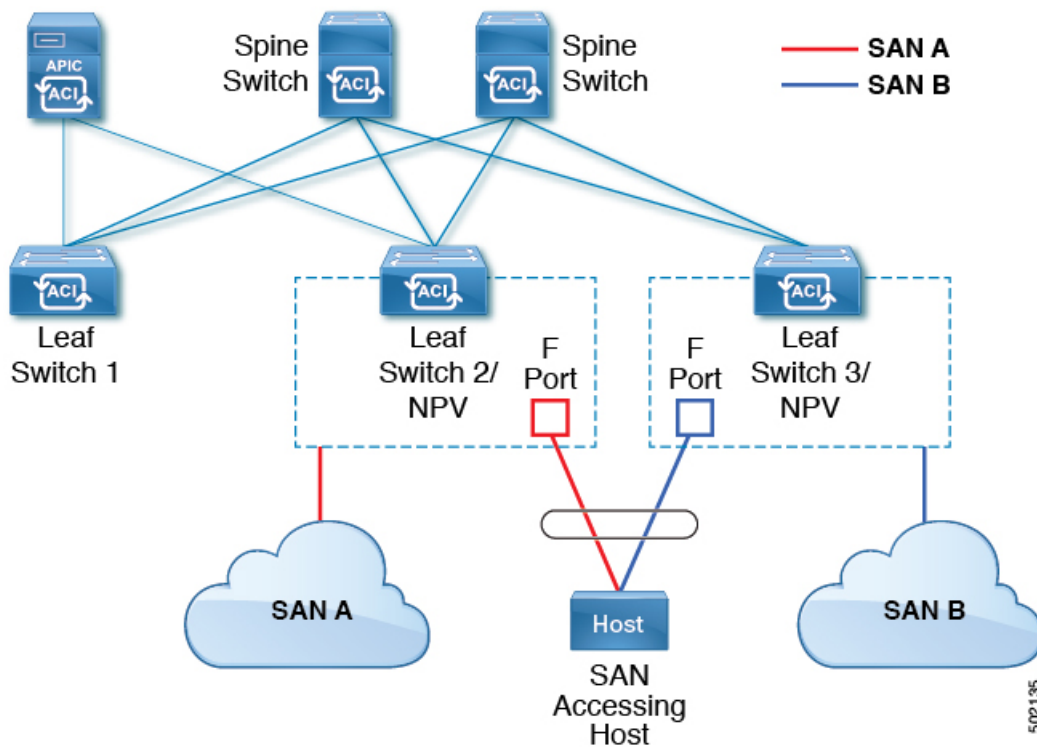 APIC
ACI
Spine
Switch
ACI
Spine
Switch
ACI
SAN A
SAN B
ACI
Leaf
Switch 1
ACI
Leaf
Switch 2/
NPV
F
Port
F
Port
ACI
Leaf
Switch 3/
NPV
SAN A
Host
SAN
Accessing
Host
SAN B
502135